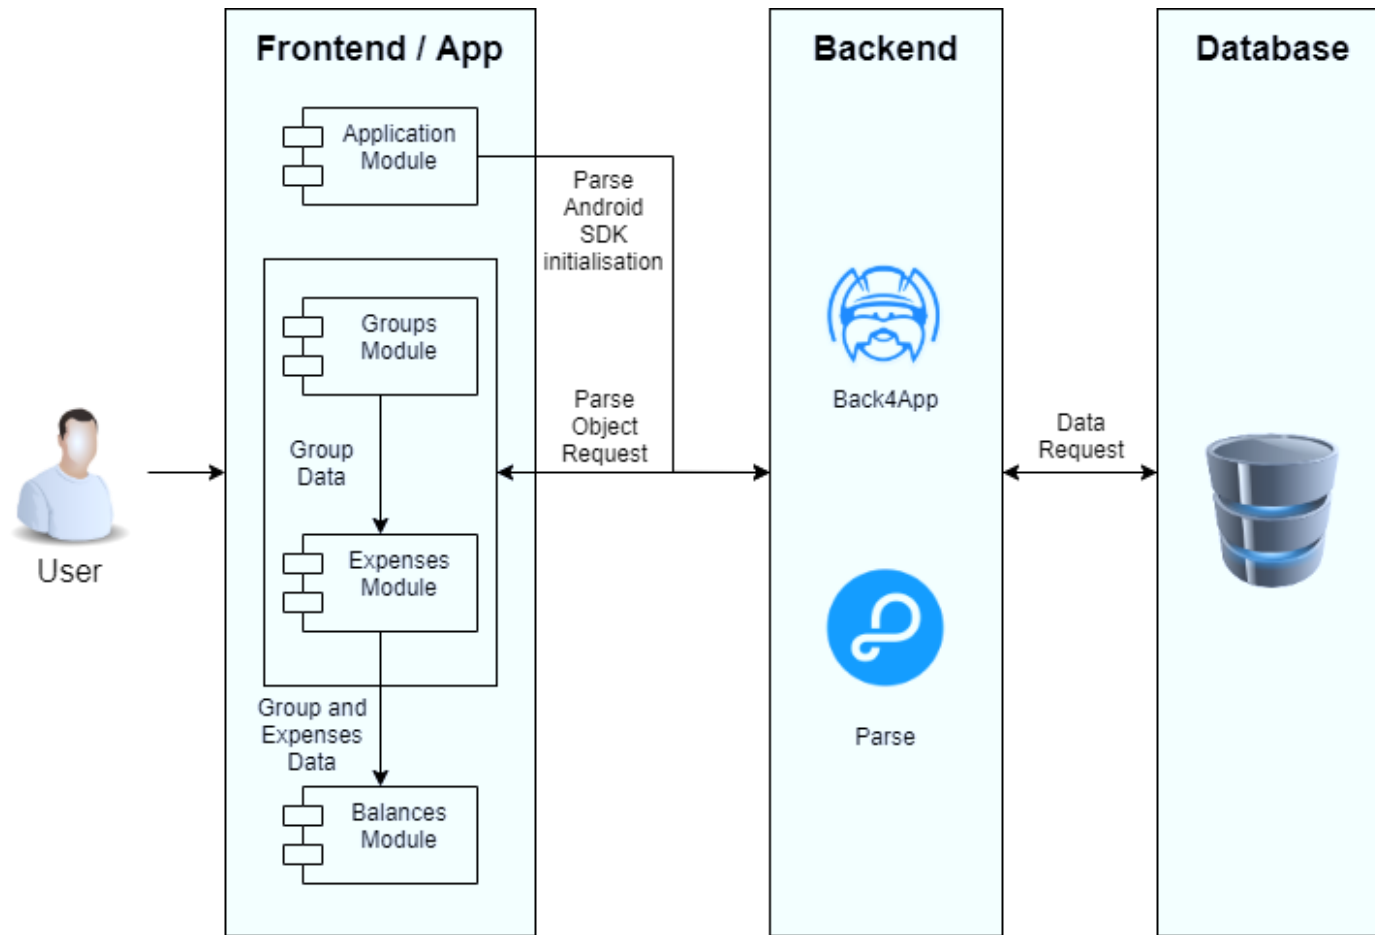 Frontend / App
Backend
Database
Application
Module
Parse
Android
SDK
initialisation
Groups
Module
Group
Data
Parse
Object
Request
Back4App
Data
Request
User
Expenses
Module
Group and
Expenses
Data
Parse
Balances
Module